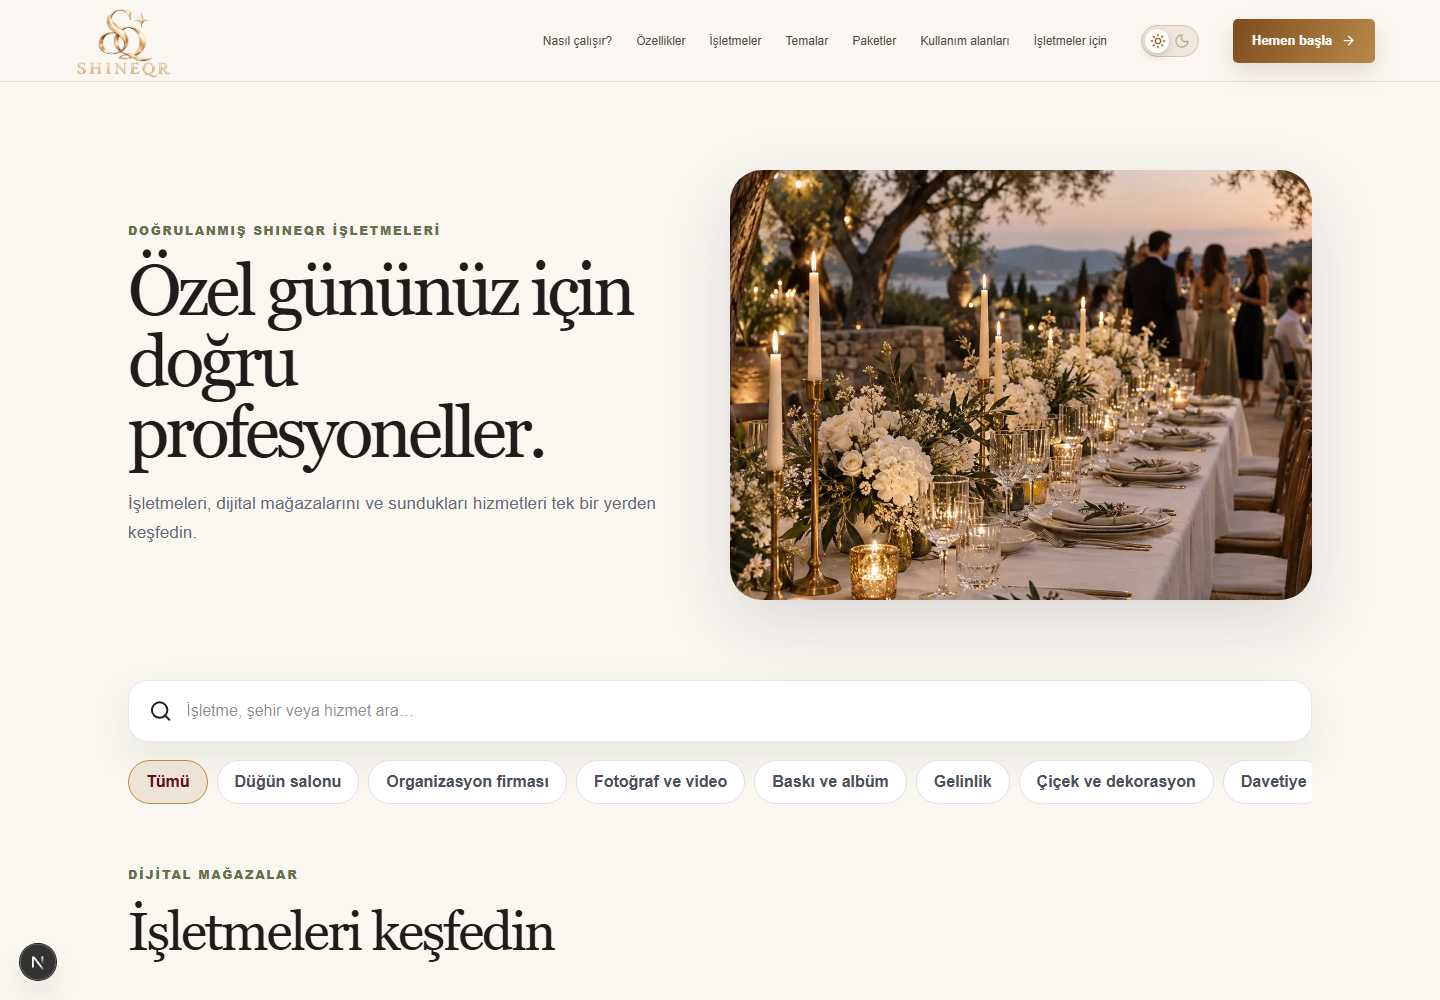 SHINEQR
Nasıl çalışır?
Özellikler
İşletmeler
Temalar
Paketler
Kullanım alanları
İşletmeler için
Hemen başla
DOĞRULANMIŞ SHINEQR İŞLETMELERİ
Özel gününüz için
doğru
profesyoneller.
İşletmeleri, dijital mağazalarını ve sundukları hizmetleri tek bir yerden
keşfedin.
İşletme, şehir veya hizmet ara...
Tümü
Düğün salonu
Organizasyon firması
Fotoğraf ve video
Baskı ve albüm
Gelinlik
Çiçek ve dekorasyon
Davetiye
DİJİTAL MAĞAZALAR
İşletmeleri keşfedin
N